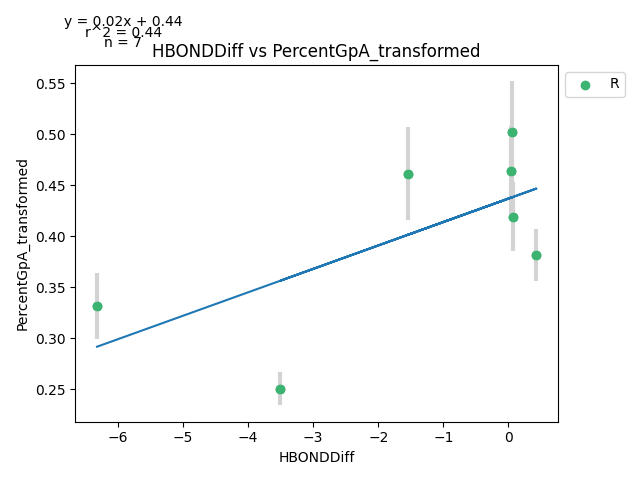 y = 0.02x + 0.44
r^2 = 0.44
n = 7
HBONDDiff vs PercentGpA_transformed
R
PercentGpA_transformed
0.55
0.50
0.45
0.40
0.35
0.30
0.25
−6
−5
−4
−3
−2
−1
0
HBONDDiff